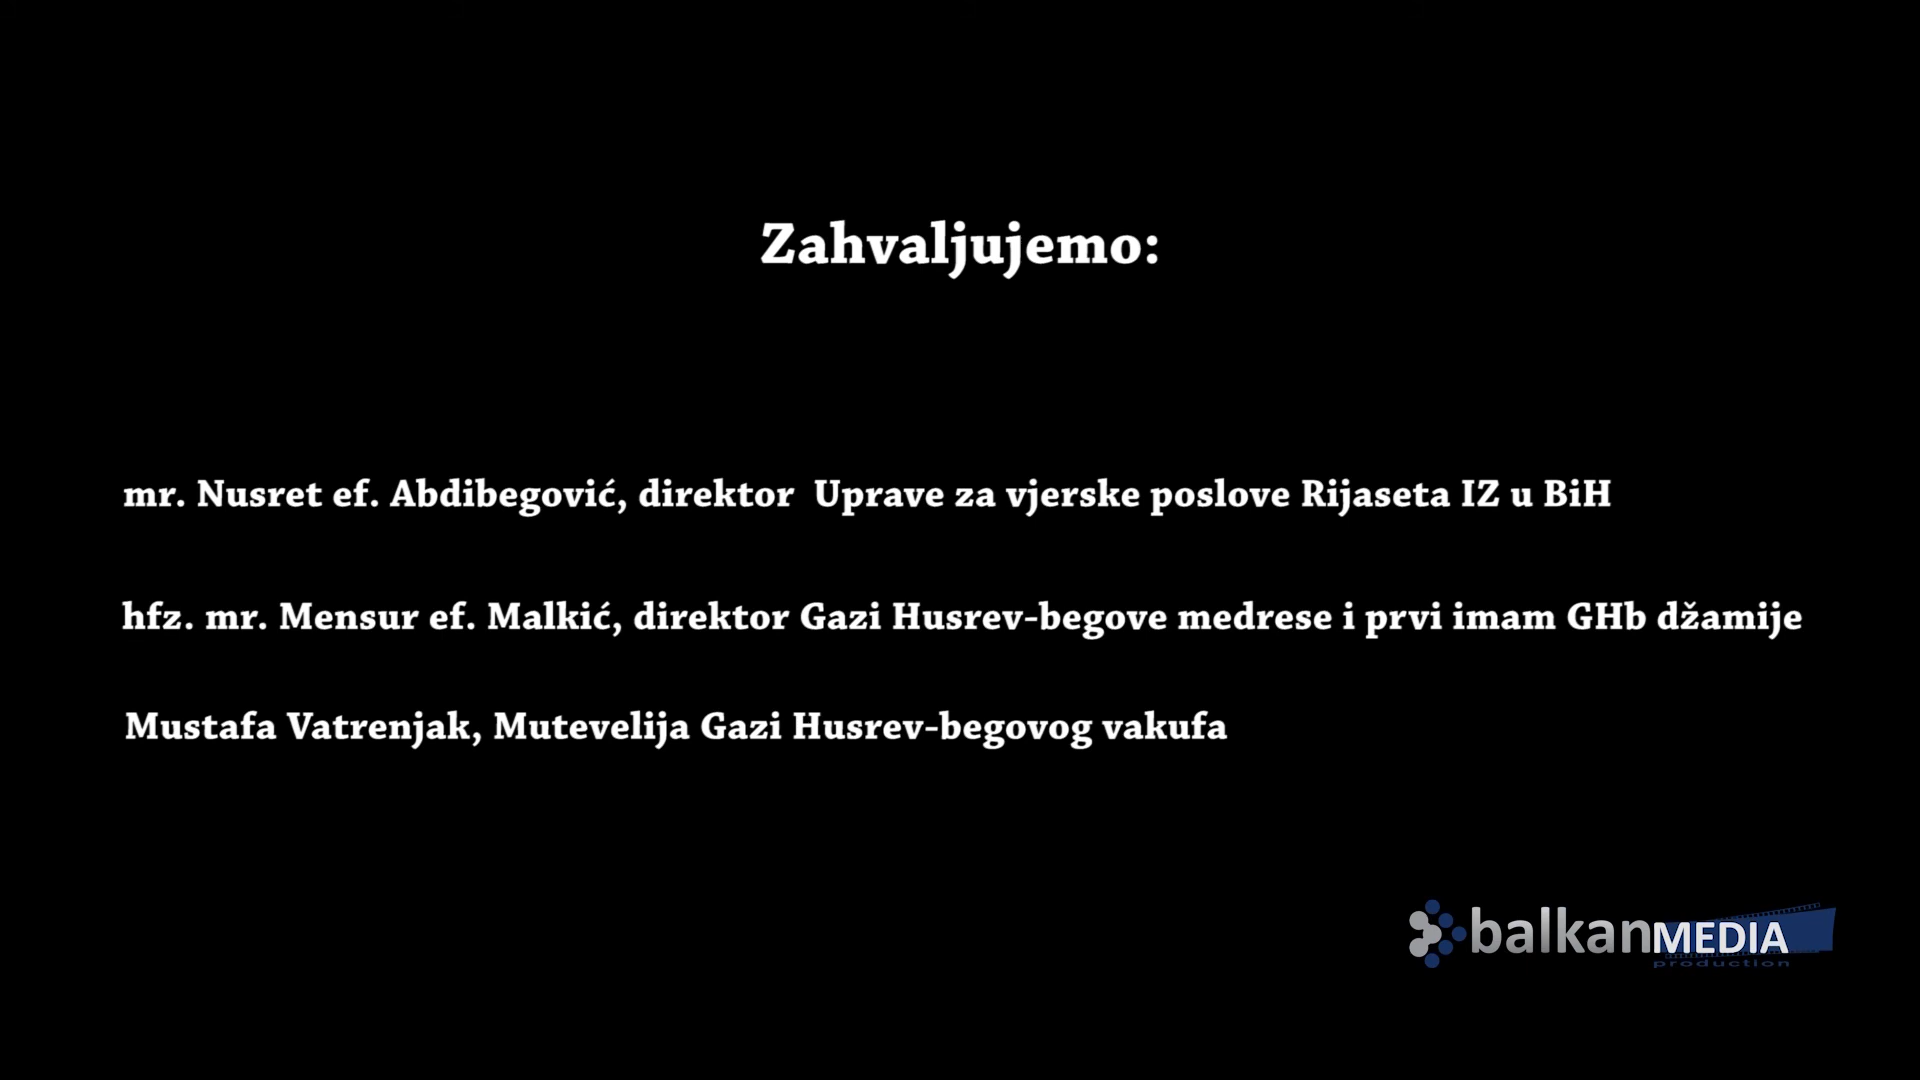 Zahvaljujemo:
mr. Nusret ef. Abdibegović, direktor  Uprave za vjerske poslove Rijaseta IZ u BiH
hfz. mr. Mensur ef. Malkić, direktor Gazi Husrev-begove medrese i prvi imam GHb džamije
Mustafa Vatrenjak, Mutevelija Gazi Husrev-begovog vakufa
balkanMEDIA
production